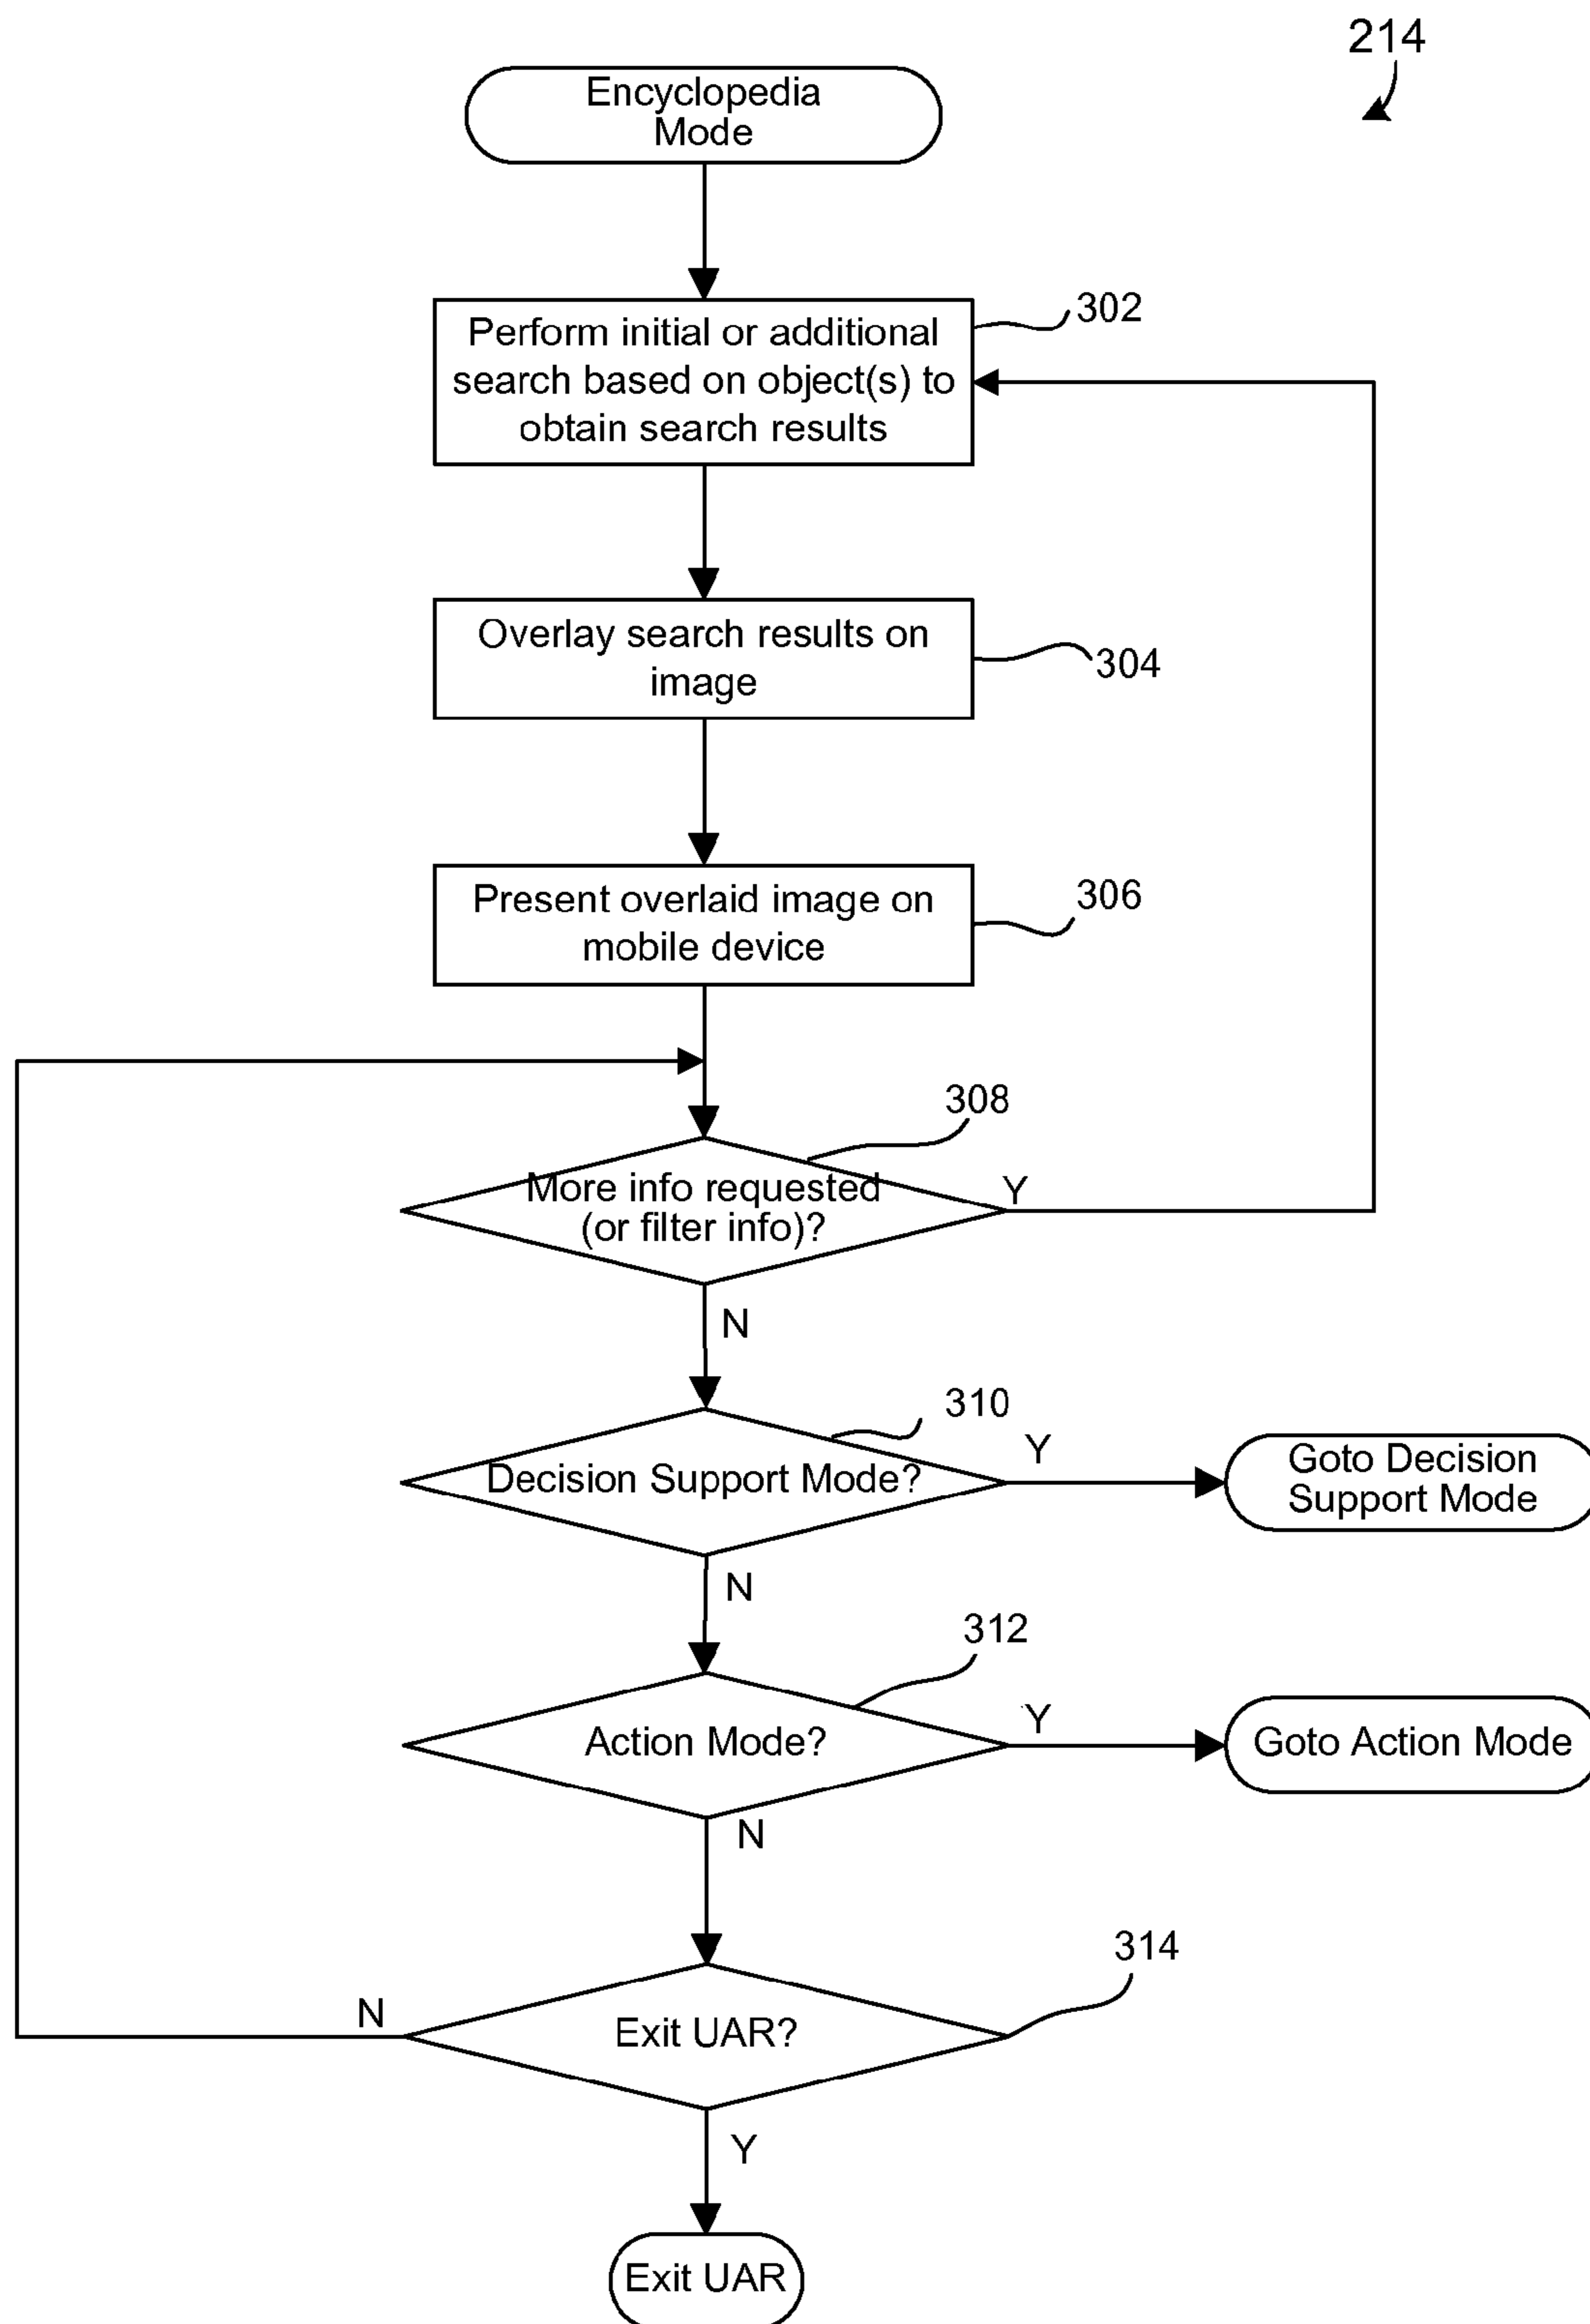 214
Encyclopedia
Mode
302
Perform initial or additional
search based on object(s) to
obtain search results
Overlay search results on
image
304
306
Present overlaid image on
mobile device
308
More info requested
(or filter info)?
Y
N
310
Decision Support Mode?
Y
Goto Decision
Support Mode
N
312
Action Mode?
Y
Goto Action Mode
N
314
Exit UAR?
N
Y
Exit UAR